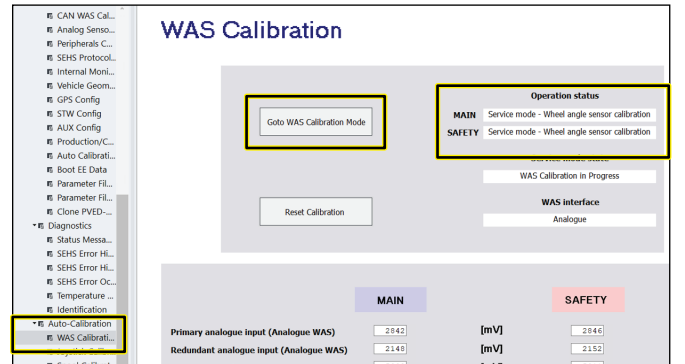 CAN WAS Cal...
Analog Senso...
Peripherals C...
SEHS Protocol...
Internal Moni...
Vehicle Geom...
GPS Config
STW Config
AUX Config
Production/C...
Auto Calibrati...
Boot EE Data
Parameter Fil...
Parameter Fil...
Clone PVED-...
Diagnostics
Status Messa...
SEHS Error Hi...
SEHS Error Hi...
SEHS Error Oc...
Temperature ...
Identification
Auto-Calibration
WAS Calibrati...
WAS Calibration
Goto WAS Calibration Mode
Operation status
MAIN Service mode - Wheel angle sensor calibration
SAFETY Service mode - Wheel angle sensor calibration
WAS Calibration in Progress
Reset Calibration
WAS interface
Analogue
MAIN SAFETY
Primary analogue input (Analogue WAS) 2842 [mV] 2846
Redundant analogue input (Analogue WAS) 2148 [mV] 2152